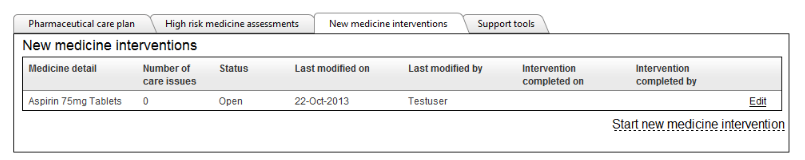 Pharmaceutical care plan High risk medicine assessments New medicine interventions Support tools
New medicine interventions
Medicine detail Number of care issues Status Last modified on Last modified by Intervention completed on Intervention completed by
Aspirin 75mg Tablets 0 Open 22-Oct-2013 Testuser Edit
Start new medicine intervention